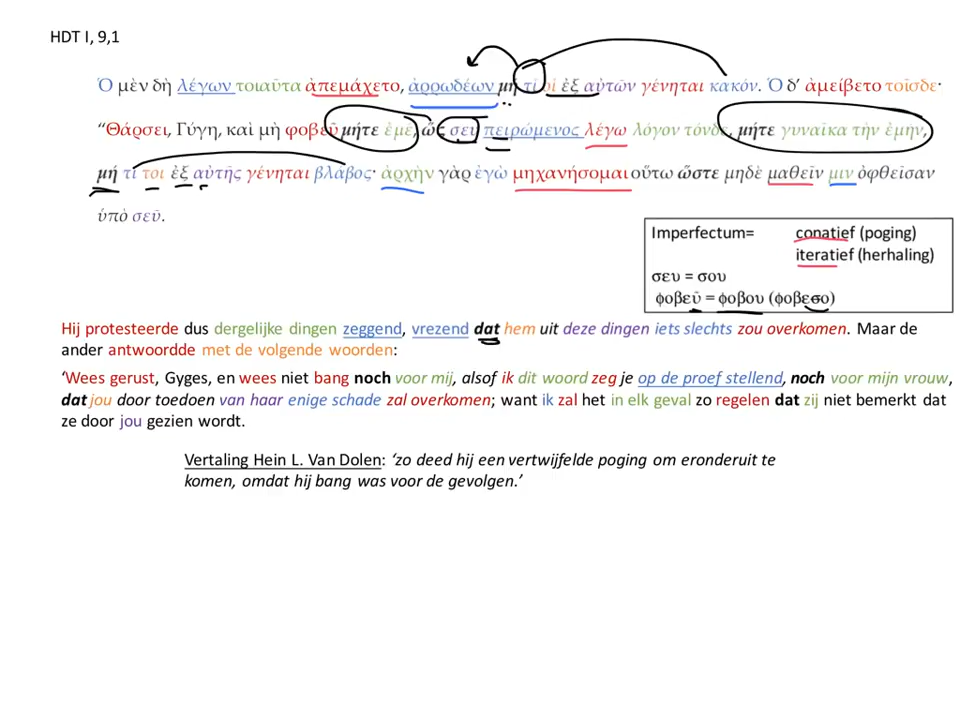 HDT I, 9,1
Ὁ μὲν δὴ λέγων τοιαῦτα ἀπεμάχετο, ἀρρωδέων μή τί οἱ ἐξ αὐτῶν γένηται κακόν. Ὁ δ’ ἀμείβετο τοῖσδε·
“Θάρσει, Γύγη, καὶ μὴ φοβεῦ μήτε ἐμε, ὥς σευ πειρώμενος λέγω λόγον τόνδε, μήτε γυναῖκα τὴν ἐμήν,
μή τί τοι ἐξ αὐτῆς γένηται βλάβος· ἀρχὴν γὰρ ἐγὼ μηχανήσομαι οὕτω ὥστε μηδὲ μαθεῖν μιν ὀφθεῖσαν
ὑπὸ σεῦ.
Imperfectum= conatief (poging)
iteratief (herhaling)
σευ = σου
φοβεῦ = φοβου (φοβεσο)
Hij protesteerde dus dergelijke dingen zeggend, vrezend dat hem uit deze dingen iets slechts zou overkomen. Maar de
ander antwoordde met de volgende woorden:
‘Wees gerust, Gyges, en wees niet bang noch voor mij, alsof ik dit woord zeg je op de proef stellend, noch voor mijn vrouw,
dat jou door toedoen van haar enige schade zal overkomen; want ik zal het in elk geval zo regelen dat zij niet bemerkt dat
ze door jou gezien wordt.
Vertaling Hein L. Van Dolen: ‘zo deed hij een vertwijfelde poging om eronderuit te
komen, omdat hij bang was voor de gevolgen.’